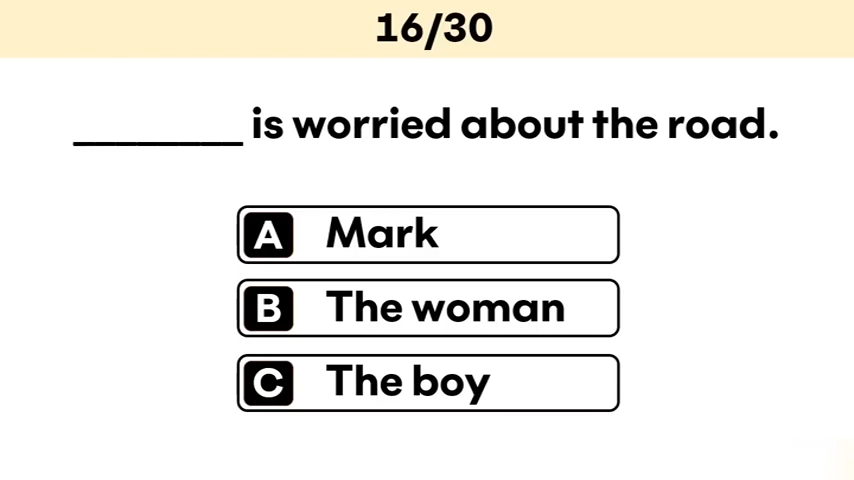 16/30
________ is worried about the road.
A Mark
B The woman
C The boy